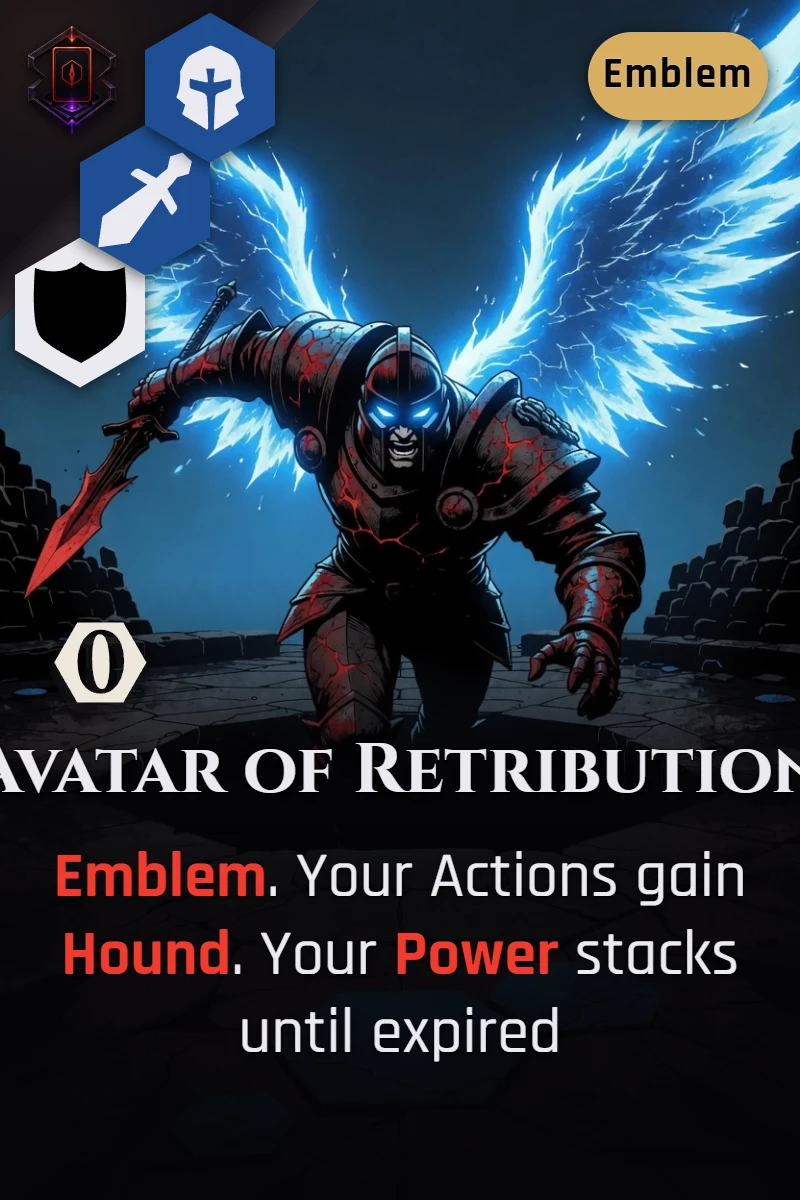 Emblem
0
Avatar of Retribution
Emblem. Your Actions gain
Hound. Your Power stacks
until expired